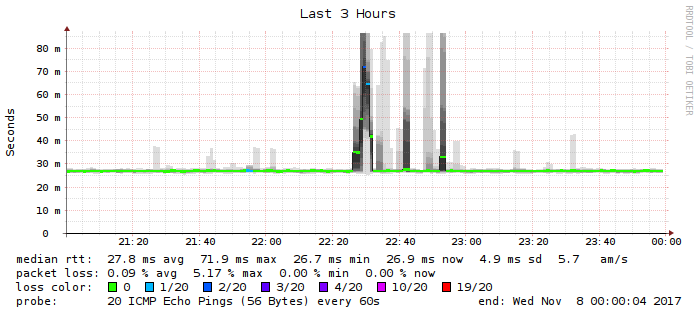 Last 3 Hours
RRDTOOL / TOBI OETIKER
Seconds
80 m
70 m
60 m
50 m
40 m
30 m
20 m
10 m
0
21:20 21:40 22:00 22:20 22:40 23:00 23:20 23:40 00:00
median rtt: 27.8 ms avg 71.9 ms max 26.7 ms min 26.9 ms now 4.9 ms sd 5.7 am/s
packet loss: 0.09 % avg 5.17 % max 0.00 % min 0.00 % now
loss color: 0 1/20 2/20 3/20 4/20 10/20 19/20
probe: 20 ICMP Echo Pings (56 Bytes) every 60s end: Wed Nov 8 00:00:04 2017